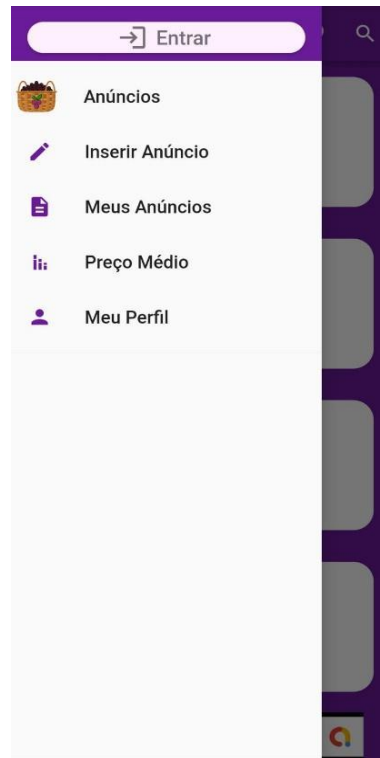 Entrar
Anúncios
Inserir Anúncio
Meus Anúncios
Preço Médio
Meu Perfil